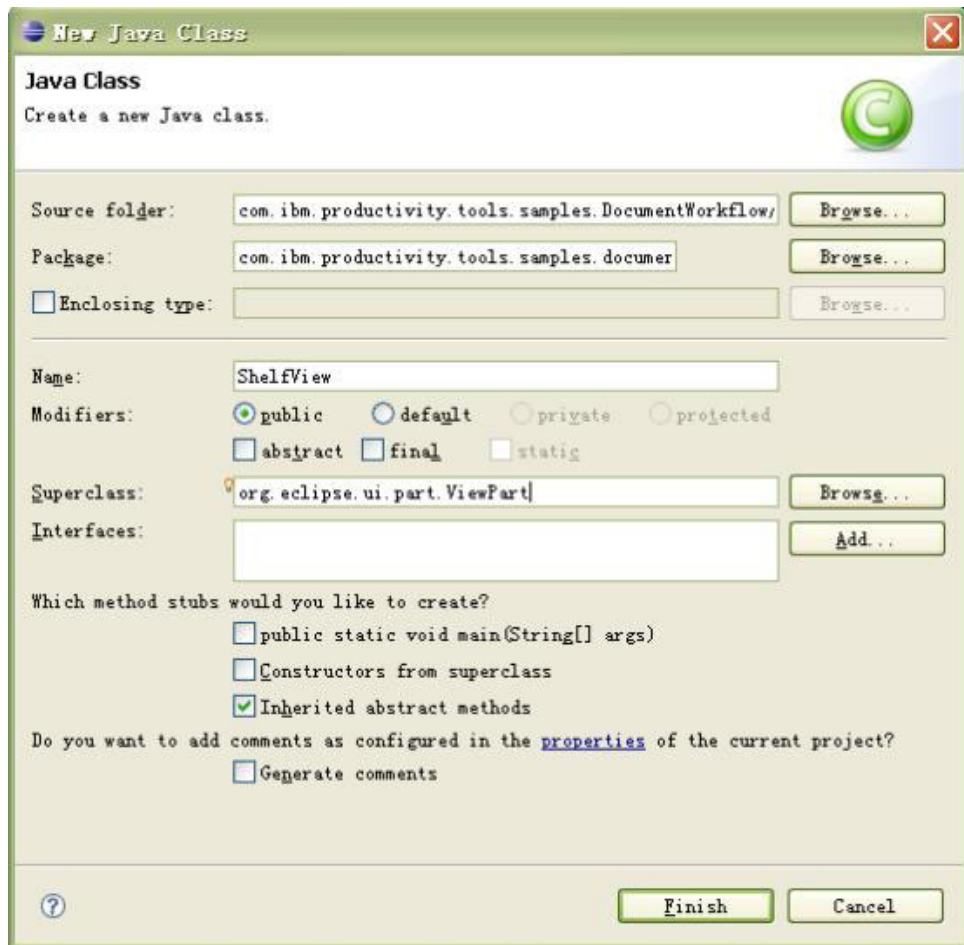 New Java Class
Java Class
Create a new Java class.
Source folder: com.ibm.productivity.tools.samples.DocumentWorkflow/ Browse...
Package: com.ibm.productivity.tools.samples.documer Browse...
Enclosing type: Browse...
Name: ShelfView
Modifiers: public default private protected
abstract final static
Superclass: org.eclipse.ui.part.ViewPart Browse...
Interfaces: Add...
Which method stubs would you like to create?
public static void main(String[] args)
Constructors from superclass
Inherited abstract methods
Do you want to add comments as configured in the properties of the current project?
Generate comments
? Finish Cancel